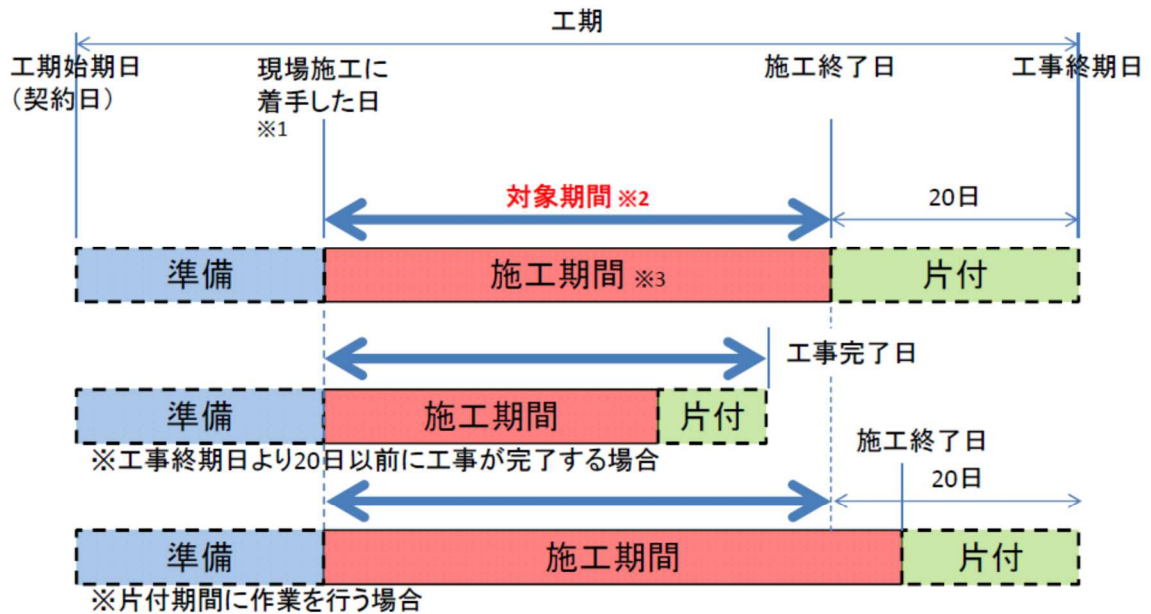 工期
工期始期日
（契約日）
現場施工に
着手した日
※1
施工終了日
工事終期日
対象期間 ※2
20日
準備
施工期間 ※3
片付
工事完了日
準備
施工期間
片付
※工事終期日より20日以前に工事が完了する場合
施工終了日
20日
準備
施工期間
片付
※片付期間に作業を行う場合